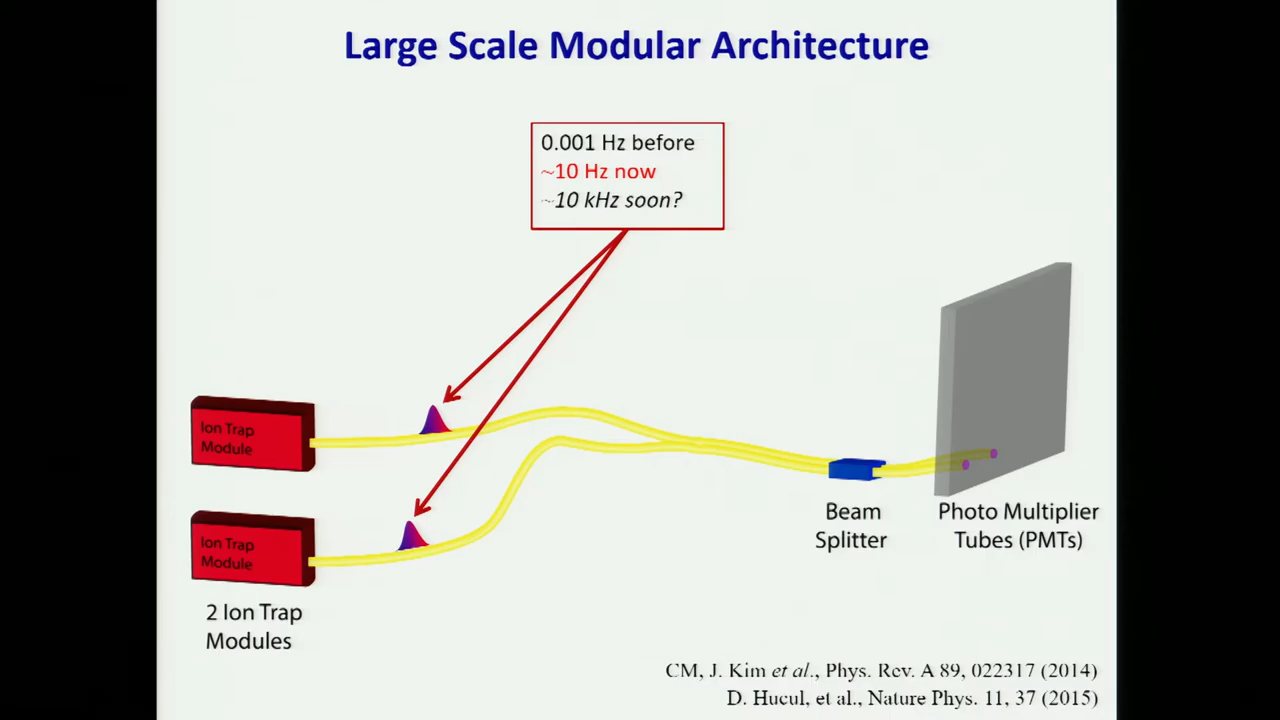 Large Scale Modular Architecture
0.001 Hz before
~10 Hz now
~10 kHz soon?
Ion Trap
Module
Ion Trap
Module
2 Ion Trap
Modules
Beam
Splitter
Photo Multiplier
Tubes (PMTs)
CM, J. Kim et al., Phys. Rev. A 89, 022317 (2014)
D. Hucul, et al., Nature Phys. 11, 37 (2015)